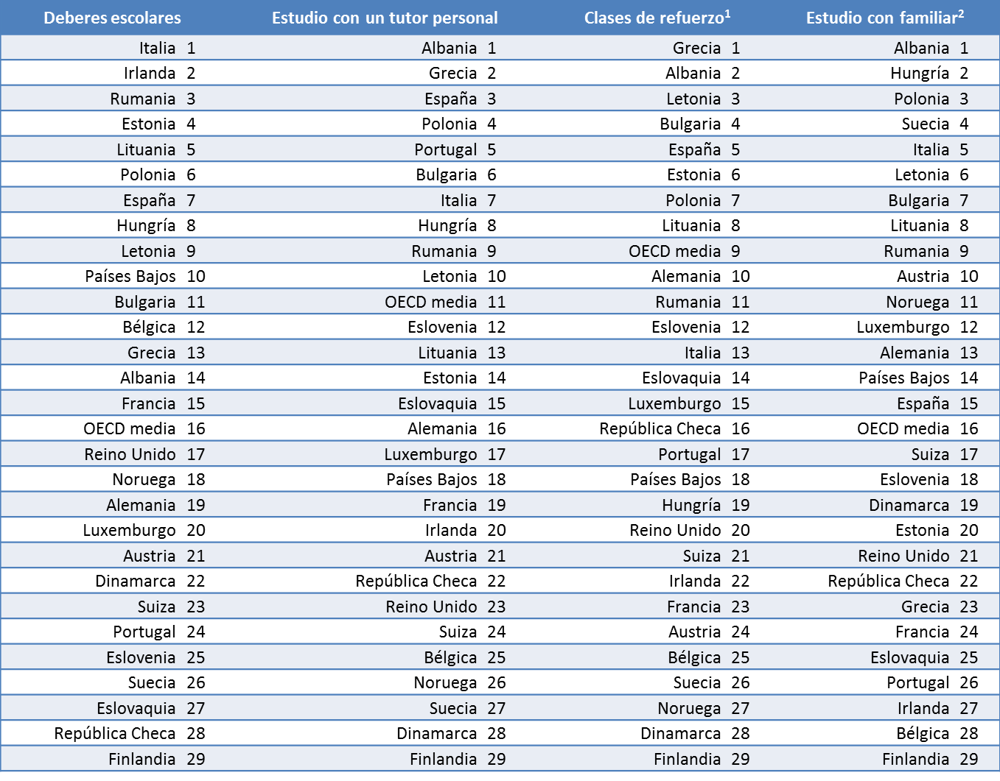 Deberes escolares Estudio con un tutor personal Clases de refuerzo¹ Estudio con familiar²
Italia 1 Albania 1 Grecia 1 Albania 1
Irlanda 2 Grecia 2 Albania 2 Hungría 2
Rumania 3 España 3 Letonia 3 Polonia 3
Estonia 4 Polonia 4 Bulgaria 4 Suecia 4
Lituania 5 Portugal 5 España 5 Italia 5
Polonia 6 Bulgaria 6 Estonia 6 Letonia 6
España 7 Italia 7 Polonia 7 Bulgaria 7
Hungría 8 Hungría 8 Lituania 8 Lituania 8
Letonia 9 Rumania 9 OECD media 9 Rumania 9
Países Bajos 10 Letonia 10 Alemania 10 Austria 10
Bulgaria 11 OECD media 11 Rumania 11 Noruega 11
Bélgica 12 Eslovenia 12 Eslovenia 12 Luxemburgo 12
Grecia 13 Lituania 13 Italia 13 Alemania 13
Albania 14 Estonia 14 Eslovaquia 14 Países Bajos 14
Francia 15 Eslovaquia 15 Luxemburgo 15 España 15
OECD media 16 Alemania 16 República Checa 16 OECD media 16
Reino Unido 17 Luxemburgo 17 Portugal 17 Suiza 17
Noruega 18 Países Bajos 18 Países Bajos 18 Eslovenia 18
Alemania 19 Francia 19 Hungría 19 Dinamarca 19
Luxemburgo 20 Irlanda 20 Reino Unido 20 Estonia 20
Austria 21 Austria 21 Suiza 21 Reino Unido 21
Dinamarca 22 República Checa 22 Irlanda 22 República Checa 22
Suiza 23 Reino Unido 23 Francia 23 Grecia 23
Portugal 24 Suiza 24 Austria 24 Francia 24
Eslovenia 25 Bélgica 25 Bélgica 25 Eslovaquia 25
Suecia 26 Noruega 26 Suecia 26 Portugal 26
Eslovaquia 27 Suecia 27 Noruega 27 Irlanda 27
República Checa 28 Dinamarca 28 Dinamarca 28 Bélgica 28
Finlandia 29 Finlandia 29 Finlandia 29 Finlandia 29